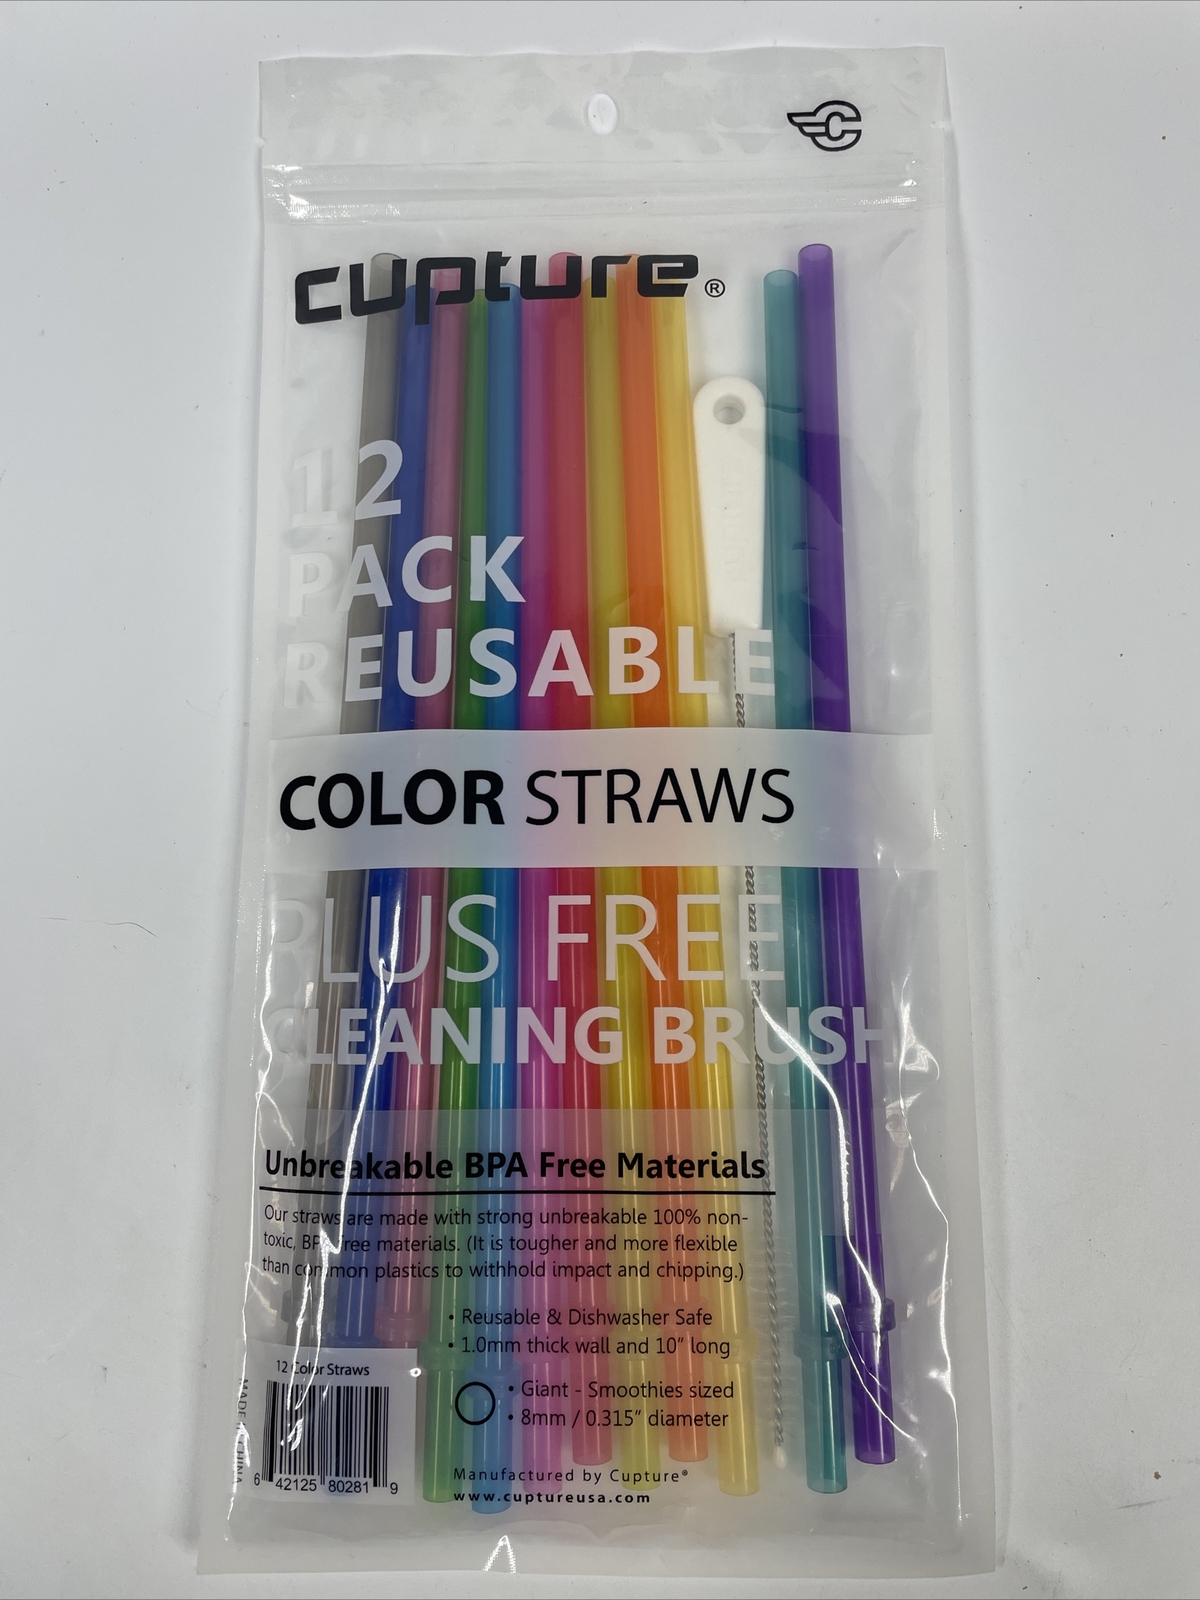 C
cupture®
12
PACK
REUSABLE
COLOR STRAWS
PLUS FREE
CLEANING BRUSH
Unbreakable BPA Free Materials
Our straws are made with strong unbreakable 100% non-
toxic, BPA free materials. (It is tougher and more flexible
than common plastics to withhold impact and chipping.)
• Reusable & Dishwasher Safe
• 1.0mm thick wall and 10” long
• Giant - Smoothies sized
• 8mm / 0.315” diameter
Manufactured by Cupture®
www.cuptureusa.com
12 Color Straws
6 42125 80281 9
MADE IN CHINA